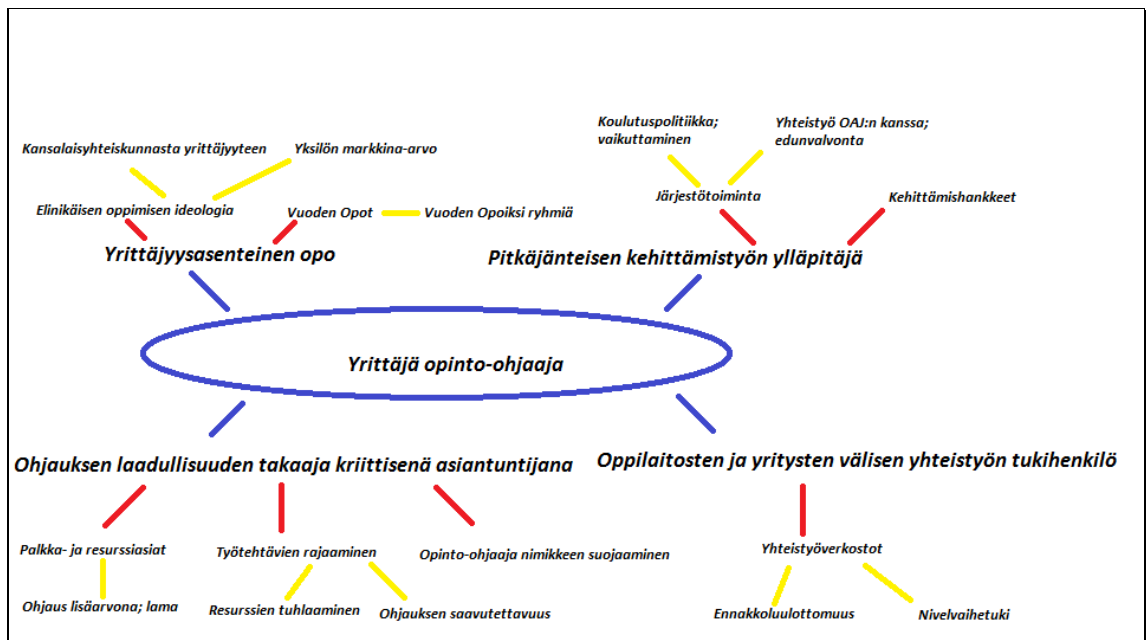 Koulutuspolitiikka;
vaikuttaminen
Yhteistyö OAJ:n kanssa;
edunvalvonta
Kansalaisyhteiskunnasta yrittäjyyteen
Yksilön markkina-arvo
Järjestötoiminta
Kehittämishankkeet
Elinikäisen oppimisen ideologia
Vuoden Opot
Vuoden Opoiksi ryhmiä
Yrittäjyysasenteinen opo
Pitkäjänteisen kehittämistyön ylläpitäjä
Yrittäjä opinto-ohjaaja
Ohjauksen laadullisuuden takaaja kriittisenä asiantuntijana
Oppilaitosten ja yritysten välisen yhteistyön tukihenkilö
Palkka- ja resurssiasiat
Työtehtävien rajaaminen
Opinto-ohjaaja nimikkeen suojaaminen
Yhteistyöverkostot
Ohjaus lisäarvona; lama
Resurssien tuhlaaminen
Ohjauksen saavutettavuus
Ennakkoluulottomuus
Nivelvaihetuki